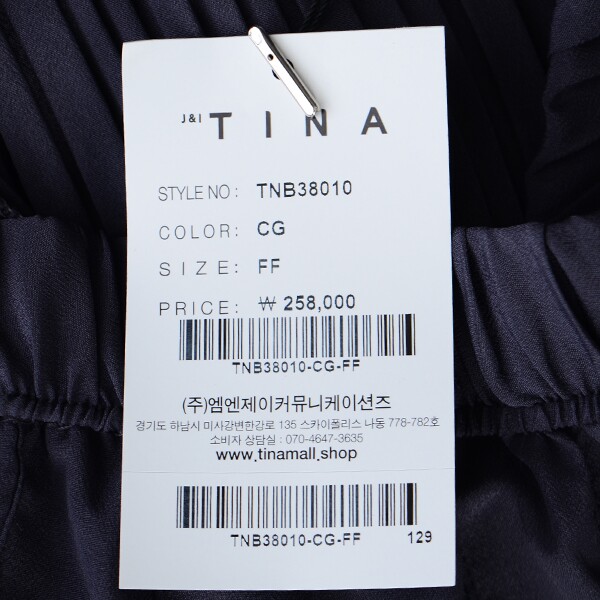 J&I TINA
STYLE NO: TNB38010
COLOR: CG
SIZE: FF
PRICE: ₩ 258,000
TNB38010-CG-FF
(주)엠엔제이커뮤니케이션즈
경기도 하남시 미사강변한강로 135 스카이폴리스 나동 778-782호
소비자 상담실 : 070-4647-3635
www.tinamall.shop
TNB38010-CG-FF 129